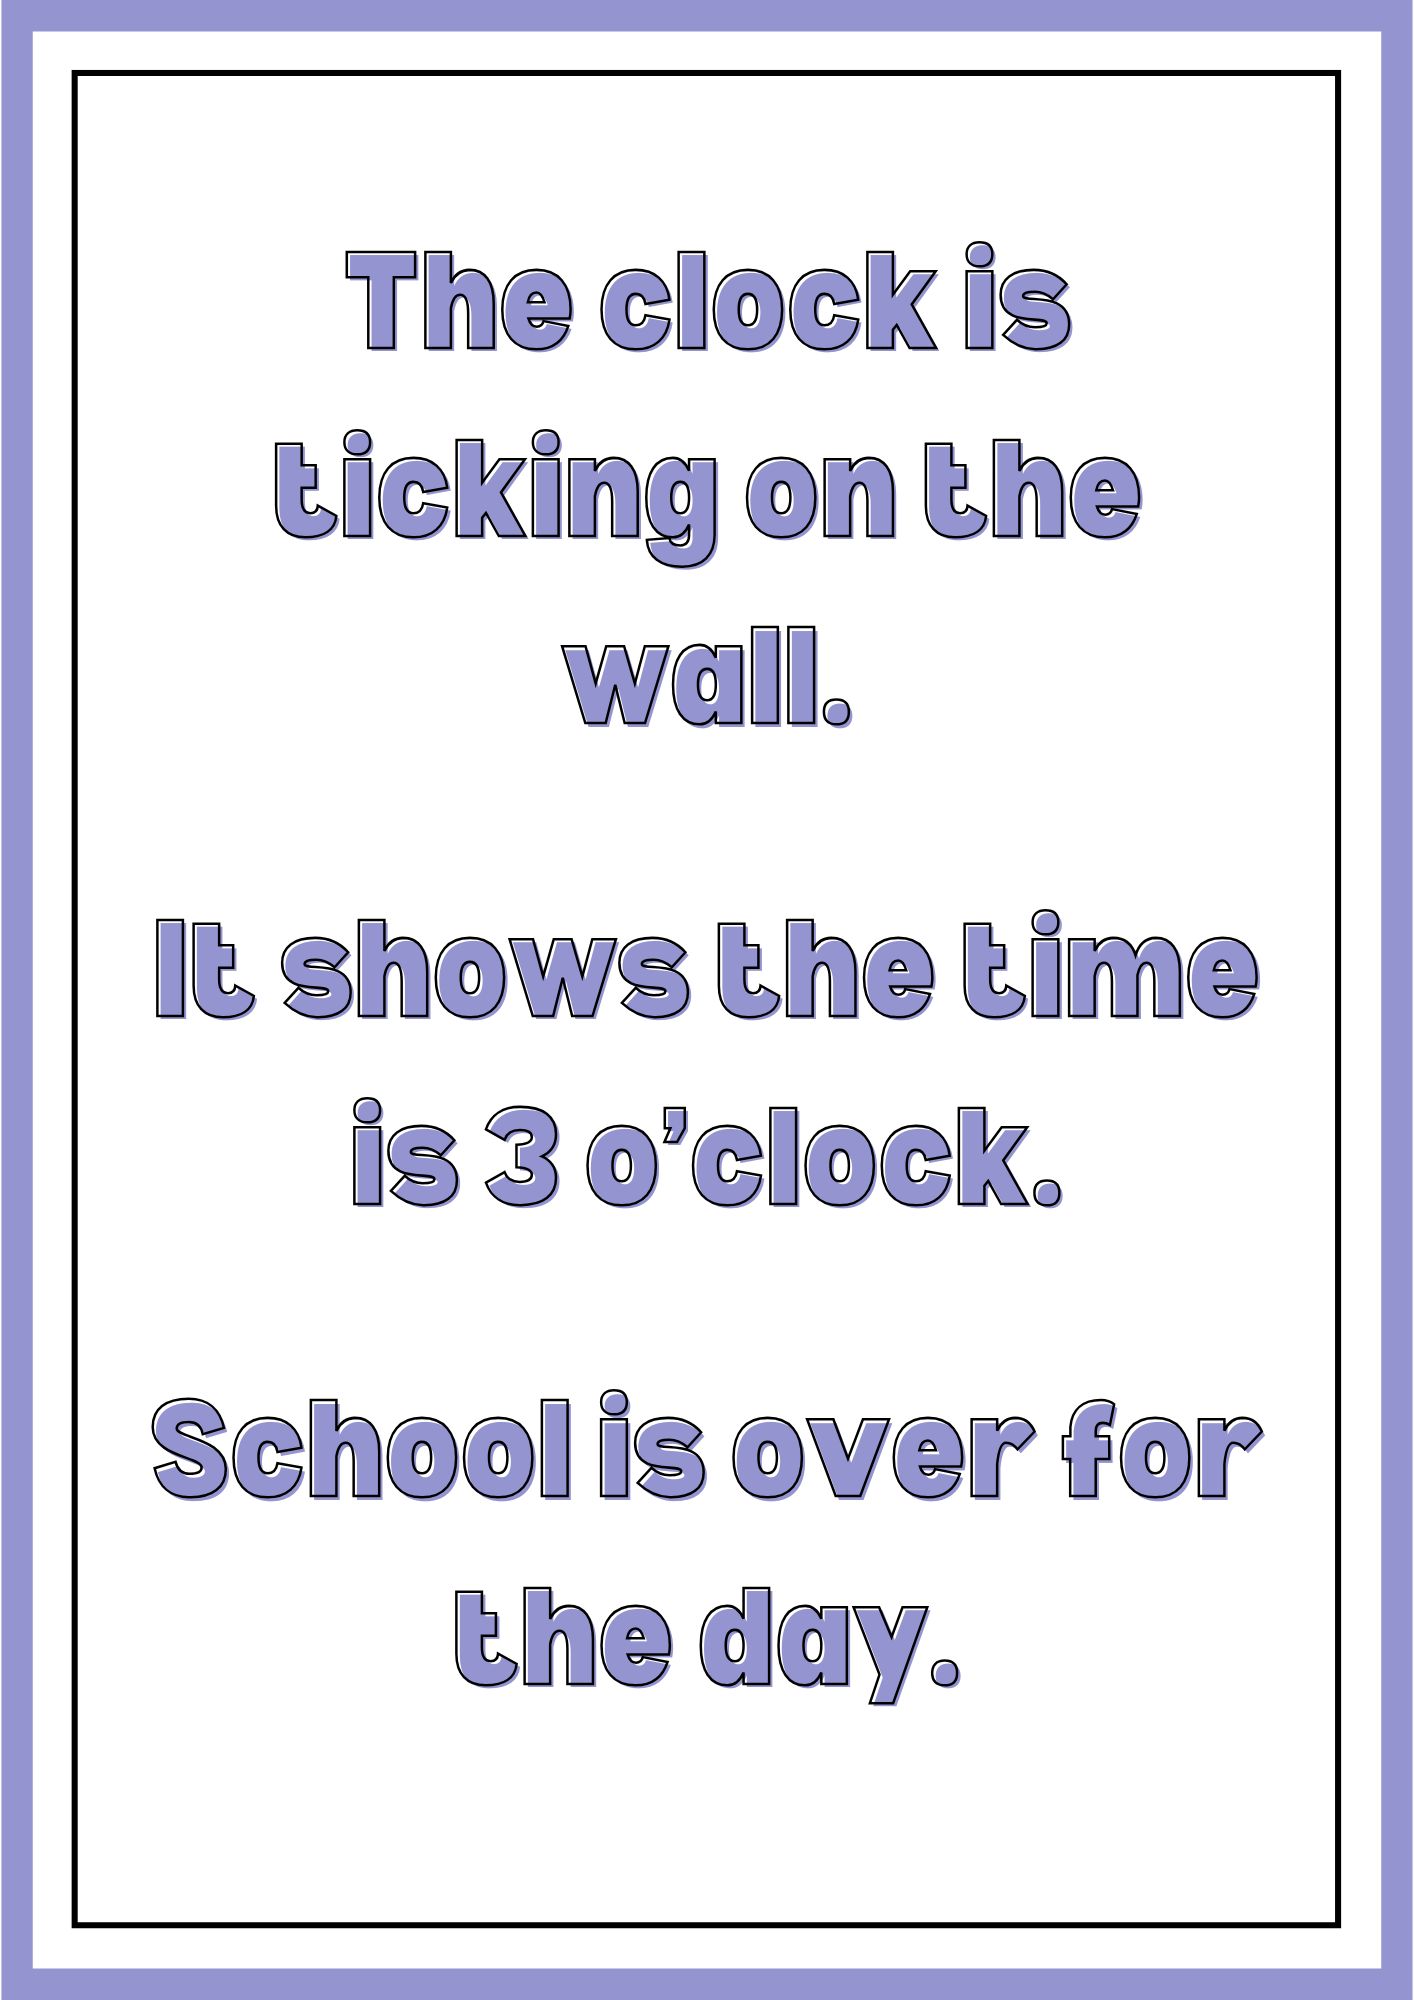 The clock is
ticking on the
wall.
It shows the time
is 3 o’clock.
School is over for
the day.